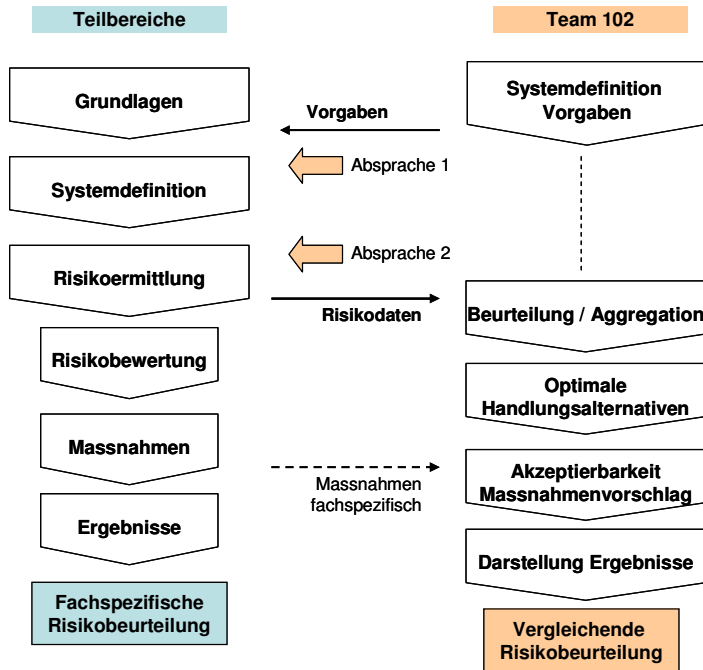 Teilbereiche
Team 102
Grundlagen
Vorgaben
Systemdefinition
Vorgaben
Absprache 1
Systemdefinition
Absprache 2
Risikoermittlung
Risikodaten
Beurteilung / Aggregation
Risikobewertung
Optimale
Handlungsalternativen
Massnahmen
Massnahmen
fachspezifisch
Akzeptierbarkeit
Massnahmenvorschlag
Ergebnisse
Darstellung Ergebnisse
Fachspezifische
Risikobeurteilung
Vergleichende
Risikobeurteilung